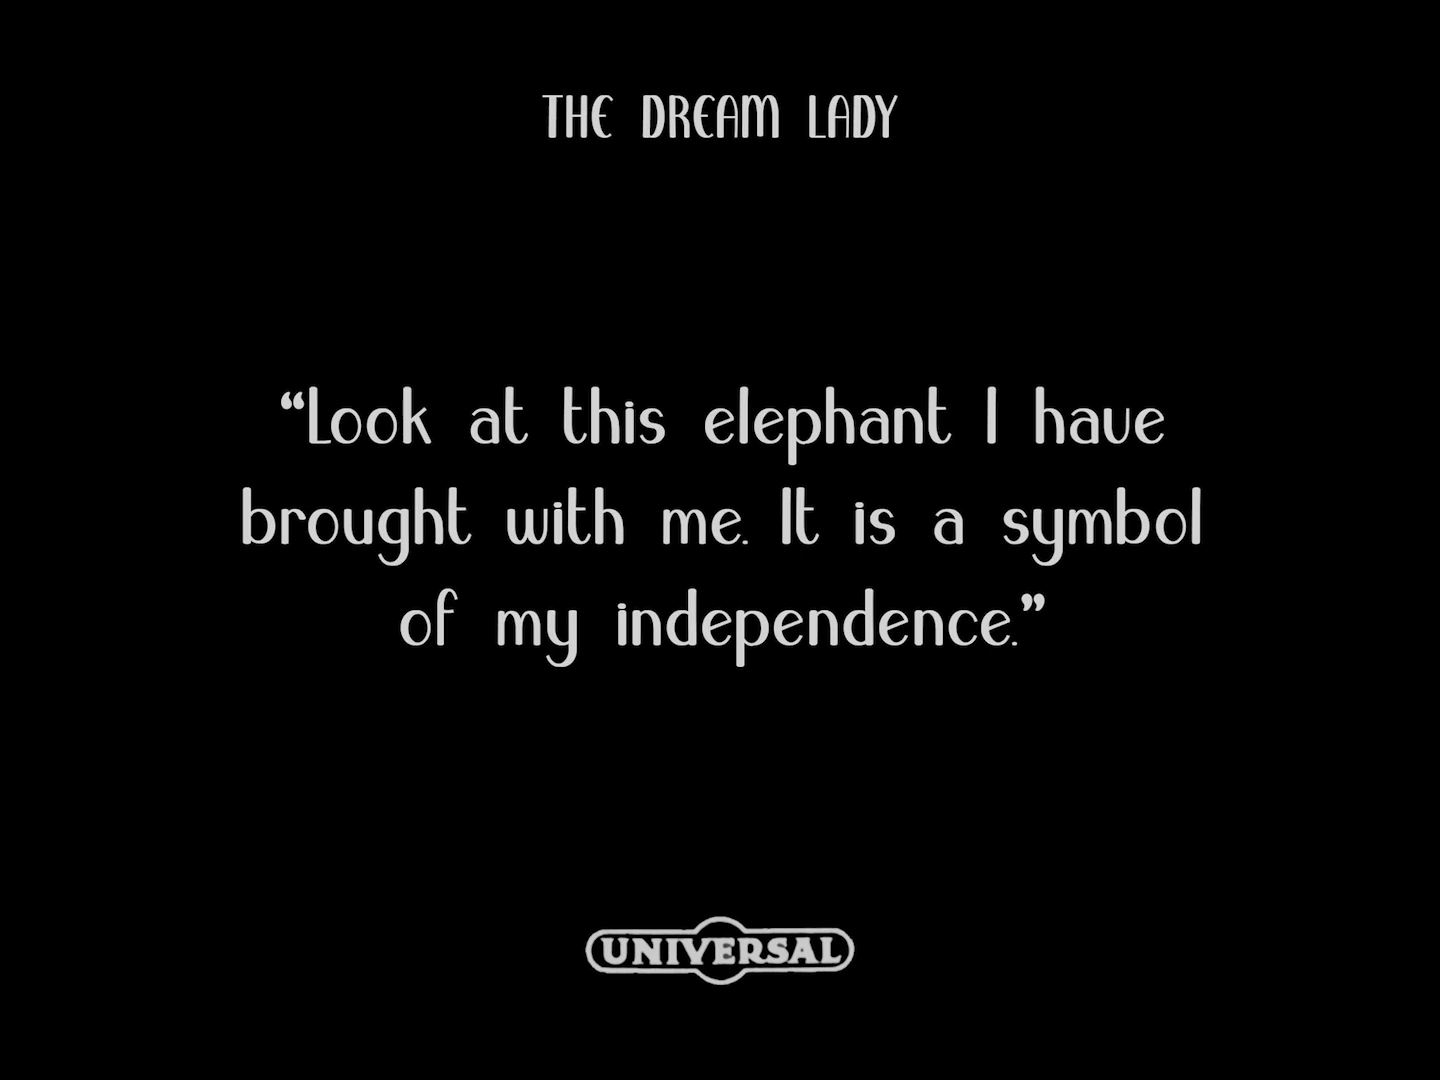 THE DREAM LADY
“Look at this elephant I have
brought with me. It is a symbol
of my independence.”
UNIVERSAL